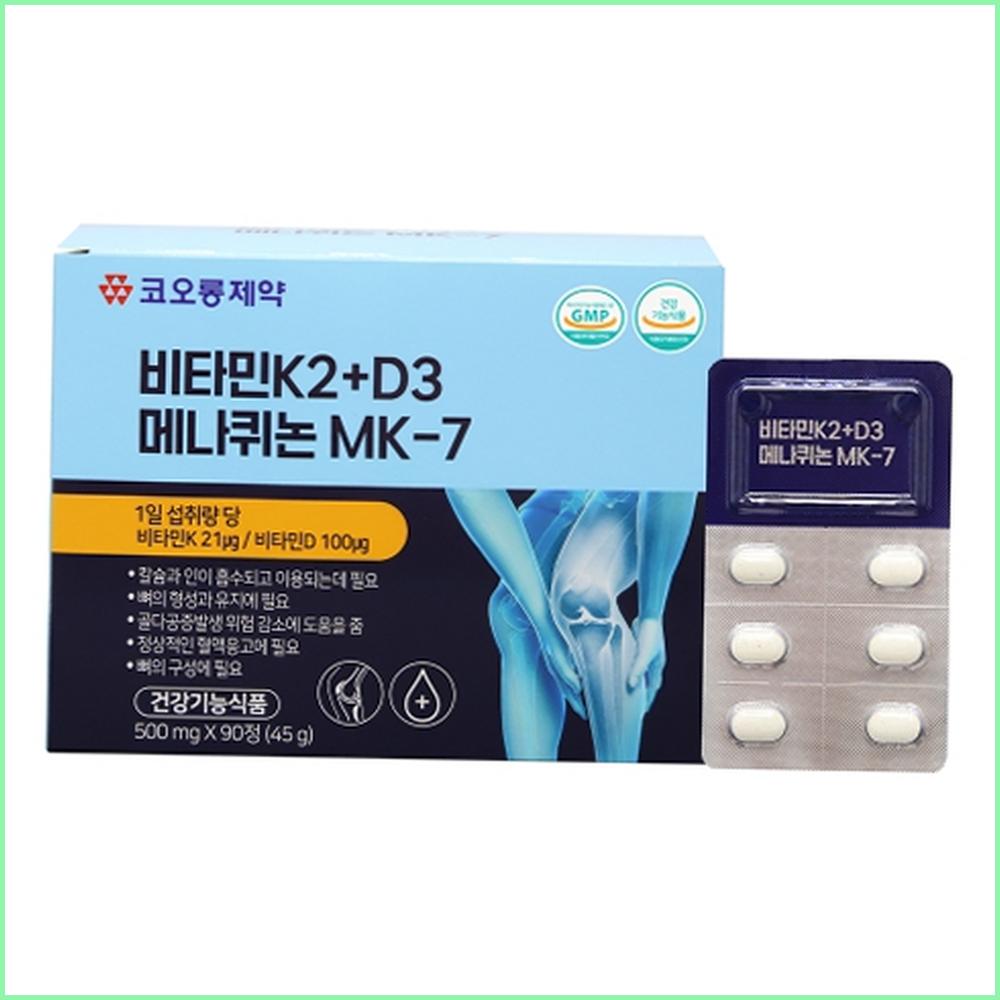 코오롱제약
GMP
건강
기능식품
비타민K2+D3
메나퀴논 MK-7
1일 섭취량 당
비타민K 21μg / 비타민D 100μg
•칼슘과 인이 흡수되고 이용되는데 필요
•뼈의 형성과 유지에 필요
•골다공증발생 위험 감소에 도움을 줌
•정상적인 혈액응고에 필요
•뼈의 구성에 필요
건강기능식품
500 mg X 90정 (45 g)
비타민K2+D3
메나퀴논 MK-7